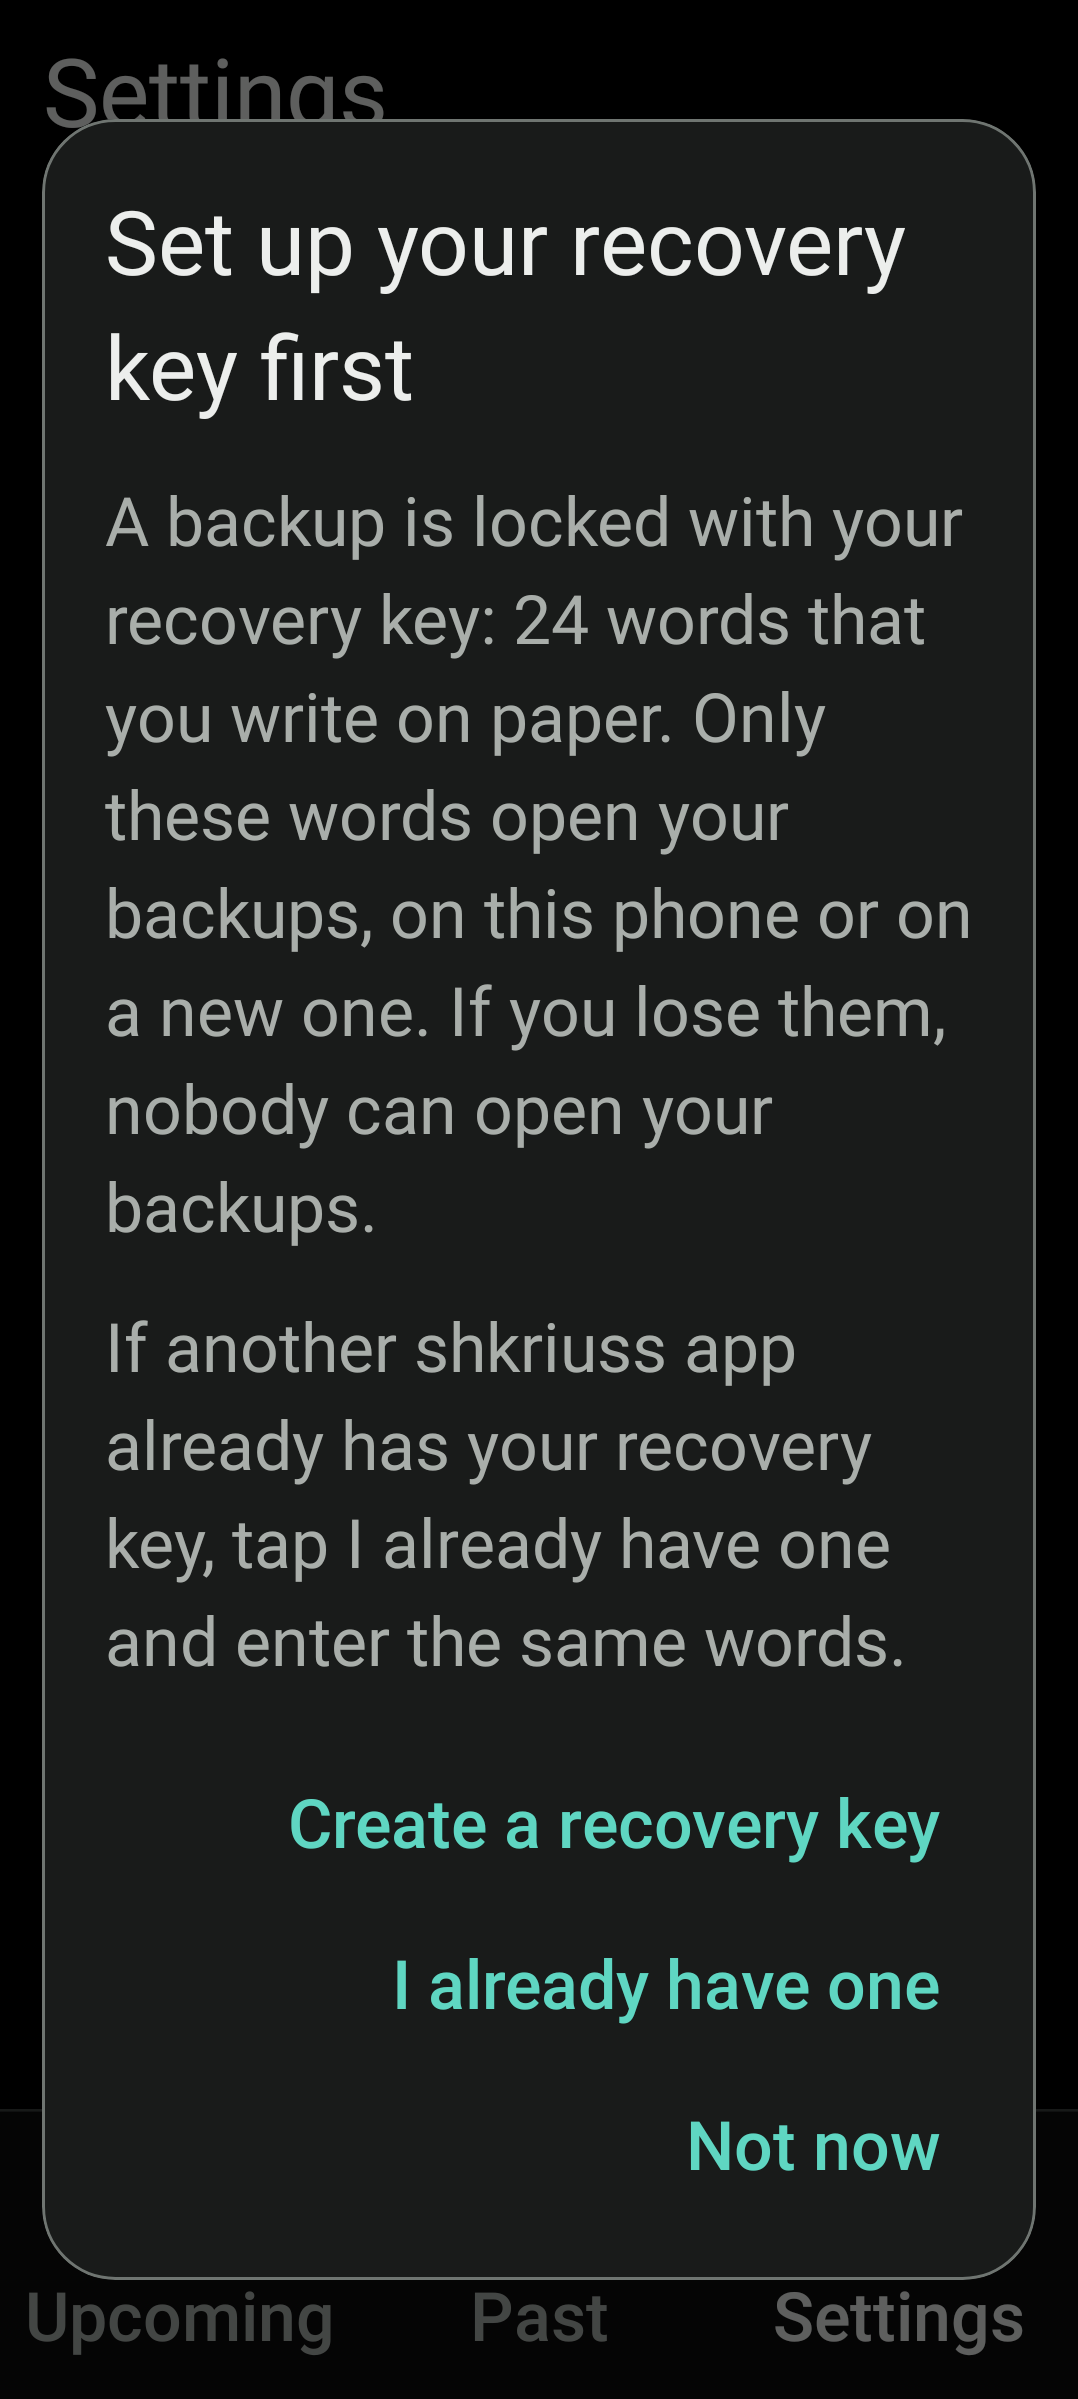 Settings
Set up your recovery
key first
A backup is locked with your
recovery key: 24 words that
you write on paper. Only
these words open your
backups, on this phone or on
a new one. If you lose them,
nobody can open your
backups.
If another shkriuss app
already has your recovery
key, tap I already have one
and enter the same words.
Create a recovery key
I already have one
Not now
Upcoming Past Settings